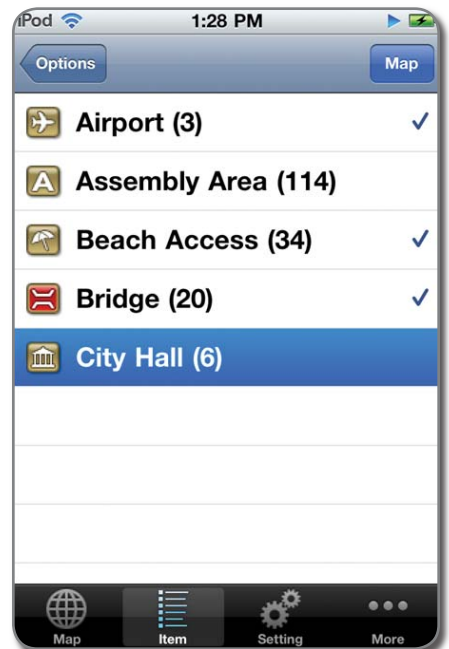 iPod 1:28 PM
Options Map
Airport (3)
A Assembly Area (114)
Beach Access (34)
Bridge (20)
City Hall (6)
Map Item Setting More